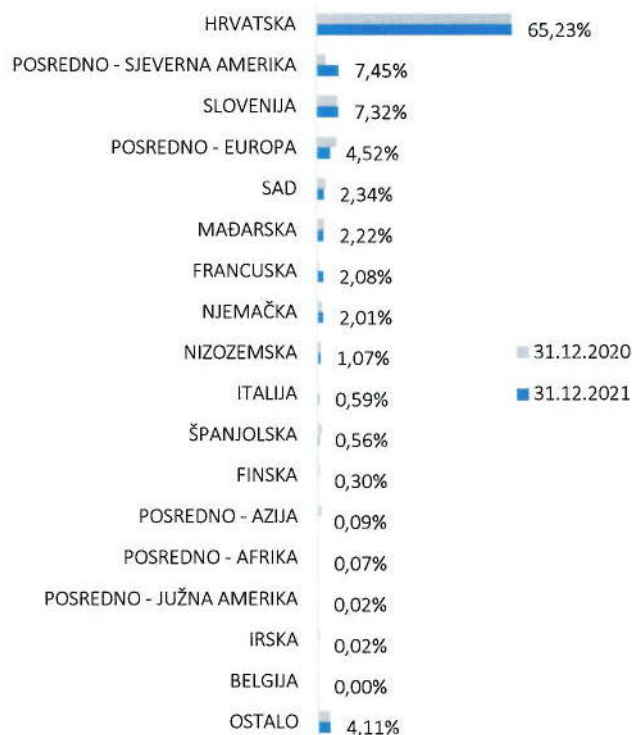 HRVATSKA 65,23%
POSREDNO - SJEVERNA AMERIKA 7,45%
SLOVENIJA 7,32%
POSREDNO - EUROPA 4,52%
SAD 2,34%
MAĐARSKA 2,22%
FRANCUSKA 2,08%
NJEMAČKA 2,01%
NIZOZEMSKA 1,07%
31.12.2020
ITALIJA 0,59%
31.12.2021
ŠPANJOLSKA 0,56%
FINSKA 0,30%
POSREDNO - AZIJA 0,09%
POSREDNO - AFRIKA 0,07%
POSREDNO - JUŽNA AMERIKA 0,02%
IRSKA 0,02%
BELGIJA 0,00%
OSTALO 4,11%